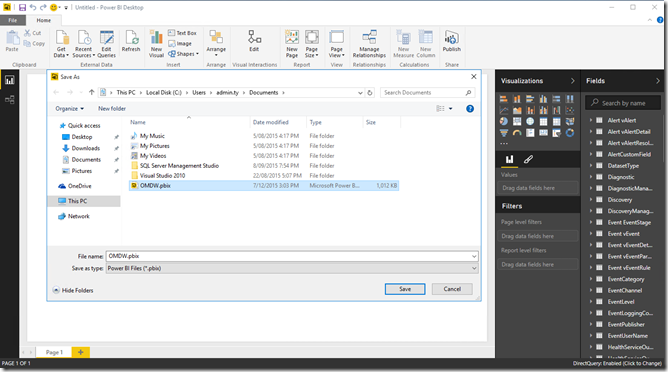 Untitled - Power BI Desktop
File
Home
Paste
Cut
Copy
Format Painter
Clipboard
Get Data
Recent Sources
Edit Queries
External Data
Refresh
New Visual
Text Box
Image
Shapes
Insert
Arrange
Arrange
Visual Interactions
Visual Interactions
New Page
Page Size
Report
Page View
View
Manage Relationships
Relationships
New Measure
New Column
Calculations
Publish
Share
Save As
This PC > Local Disk (C:) > Users > admin.ty > Documents
Search Documents
Organize
New folder
Name
Date modified
Type
Size
Quick access
Desktop
Downloads
Documents
Pictures
OneDrive
This PC
Network
My Music 5/08/2015 4:17 PM File folder
My Pictures 5/08/2015 4:17 PM File folder
My Videos 5/08/2015 4:17 PM File folder
SQL Server Management Studio 8/09/2015 7:54 PM File folder
Visual Studio 2010 22/08/2015 5:07 PM File folder
OMDW.pbix 7/12/2015 3:03 PM Microsoft Power B... 1,012 KB
File name: OMDW.pbix
Save as type: Power BI Files (*.pbix)
Hide Folders
Save
Cancel
Visualizations
Values
Drag data fields here
Filters
Page level filters
Drag data fields here
Report level filters
Drag data fields here
Fields
Search by name
Alert vAlert
Alert vAlertDetail
Alert vAlertResol...
AlertCustomField
DatasetType
Diagnostic
DiagnosticMana...
Discovery
DiscoveryManag...
Event EventStage
Event vEvent
Event vEventDet...
Event vEventPar...
Event vEventRule
EventCategory
EventChannel
EventLevel
EventLoggingCo...
EventPublisher
HealthServiceOu...
Page 1
PAGE 1 OF 1
DirectQuery: Enabled (Click to Change)